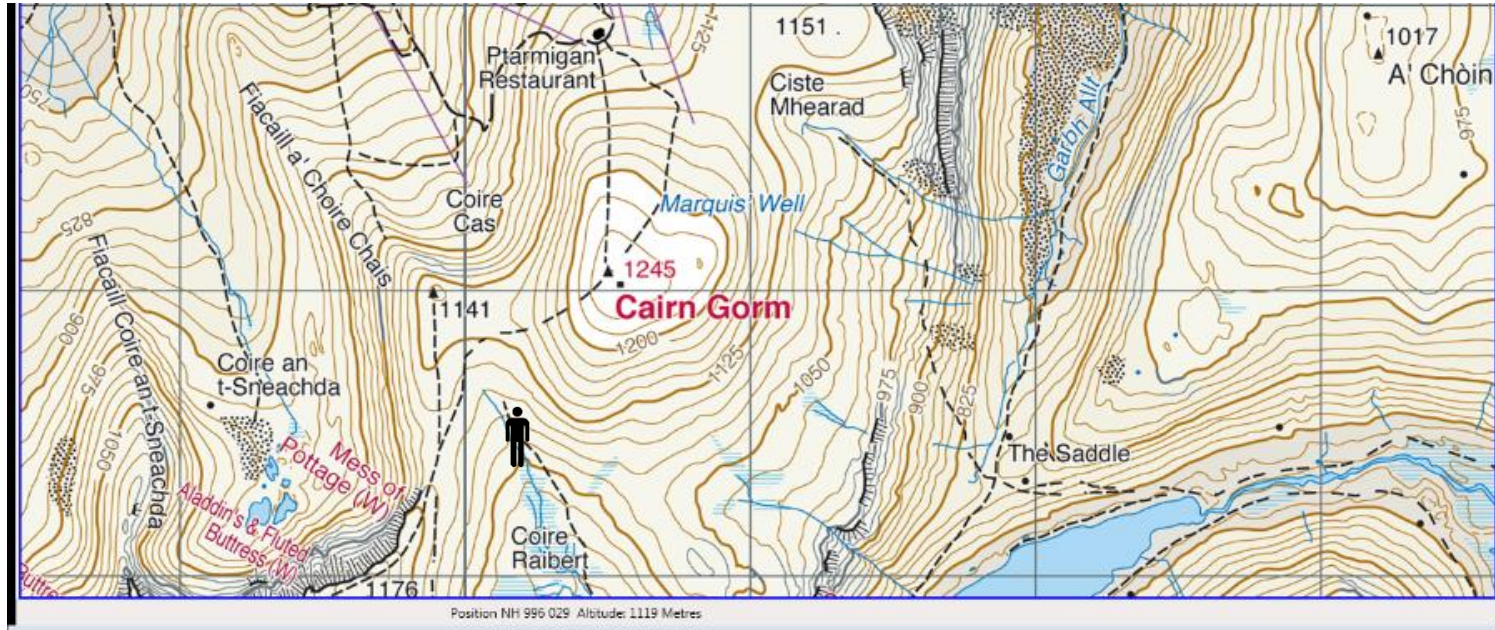 1151
1017
A' Chòin
Ptarmigan
Restaurant
1125
Ciste
Mhearad
750
975
Garbh Allt
Fiacaill a' Choire Chais
Coire
Cas
Marquis' Well
825
Fiacaill Coire an t-Sneachda
1245
Cairn Gorm
1141
900
1200
1125
Coire an
t-Sneachda
975
1050
975
900
825
1050
Mess of
Pottage (W)
The Saddle
Aladdin's & Fluted
Buttress (W)
Coire
Raibert
1176
Position NH 996 029 Altitude: 1119 Metres